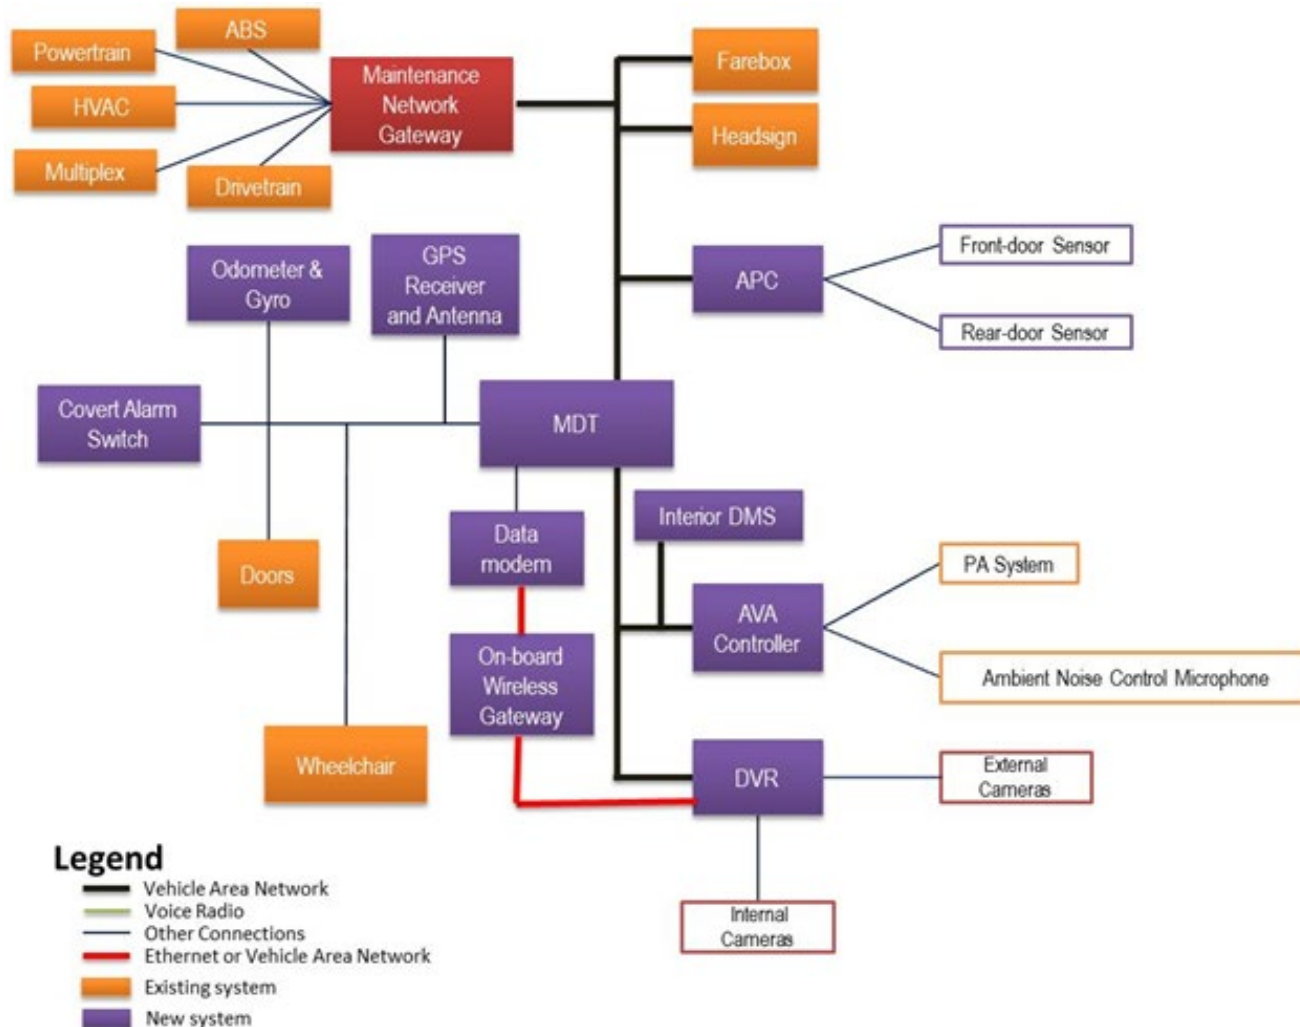 ABS
Powertrain
HVAC
Multiplex
Drivetrain
Maintenance
Network
Gateway
Farebox
Headsign
Odometer &
Gyro
GPS
Receiver
and Antenna
APC
Front-door Sensor
Rear-door Sensor
Covert Alarm
Switch
MDT
Interior DMS
Data
modem
Doors
PA System
AVA
Controller
On-board
Wireless
Gateway
Ambient Noise Control Microphone
Wheelchair
DVR
External
Cameras
Internal
Cameras
Legend
Vehicle Area Network
Voice Radio
Other Connections
Ethernet or Vehicle Area Network
Existing system
New system